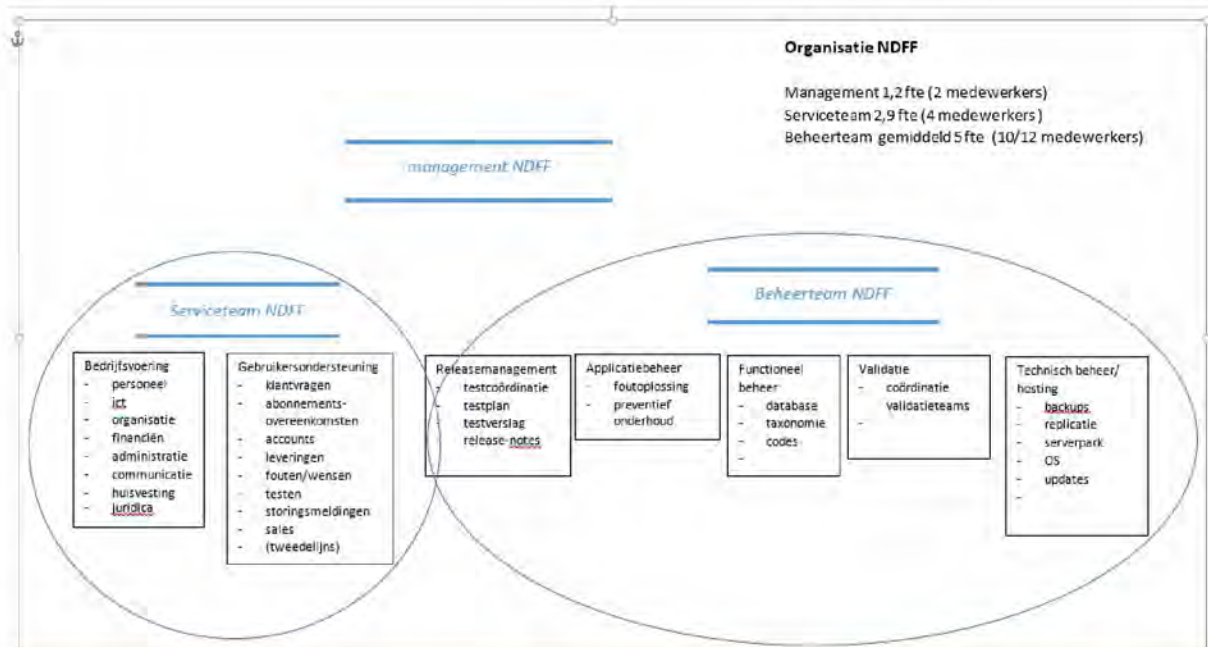 Organisatie NDFF
Management 1,2 fte (2 medewerkers)
Serviceteam 2,9 fte (4 medewerkers)
Beheerteam gemiddeld 5 fte (10/12 medewerkers)
management NDFF
Serviceteam NDFF
Beheerteam NDFF
Bedrijfsvoering
- personeel
- ict
- organisatie
- financiën
- administratie
- communicatie
- huisvesting
- juridica
Gebruikersondersteuning
- klantvragen
- abonnements-
overeenkomsten
- accounts
- leveringen
- fouten/wensen
- testen
- storingsmeldingen
- sales
- (tweedelijns)
Releasemanagement
- testcoördinatie
- testplan
- testverslag
- release-notes
Applicatiebeheer
- foutoplossing
- preventief
onderhoud
Functioneel
beheer
- database
- taxonomie
- codes
-
Validatie
- coördinatie
validatieteams
-
Technisch beheer/
hosting
- backups
- replicatie
- serverpark
- OS
- updates
-